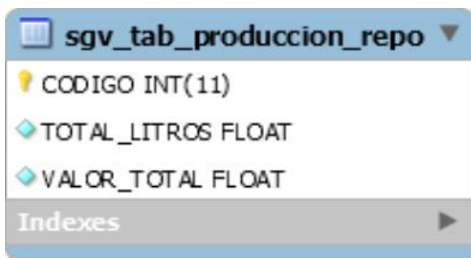 sgv_tab_produccion_repo
CODIGO INT(11)
TOTAL_LITROS FLOAT
VALOR_TOTAL FLOAT
Indexes